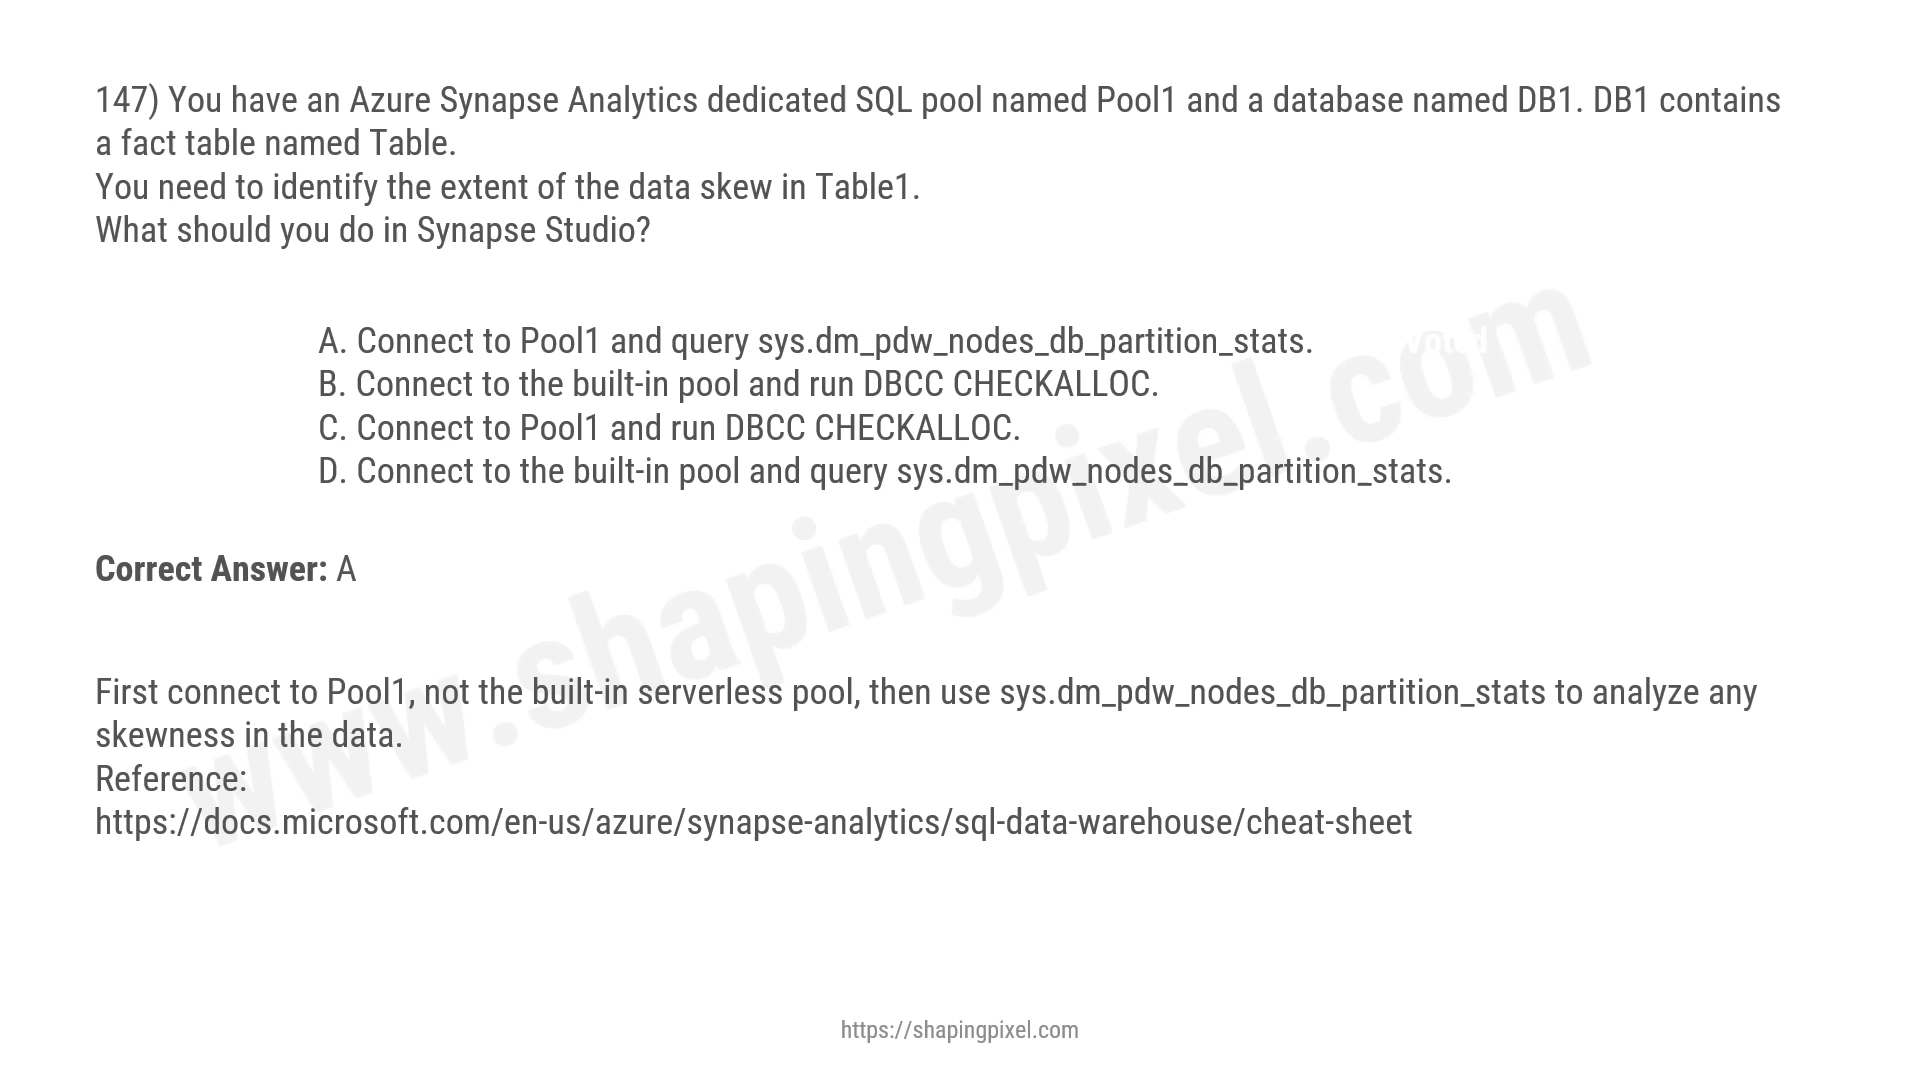 147) You have an Azure Synapse Analytics dedicated SQL pool named Pool1 and a database named DB1. DB1 contains
a fact table named Table.
You need to identify the extent of the data skew in Table1.
What should you do in Synapse Studio?
A. Connect to Pool1 and query sys.dm_pdw_nodes_db_partition_stats.
Voted
B. Connect to the built-in pool and run DBCC CHECKALLOC.
C. Connect to Pool1 and run DBCC CHECKALLOC.
D. Connect to the built-in pool and query sys.dm_pdw_nodes_db_partition_stats.
Correct Answer: A
www.shapingpixel.com
First connect to Pool1, not the built-in serverless pool, then use sys.dm_pdw_nodes_db_partition_stats to analyze any
skewness in the data.
Reference:
https://docs.microsoft.com/en-us/azure/synapse-analytics/sql-data-warehouse/cheat-sheet
https://shapingpixel.com